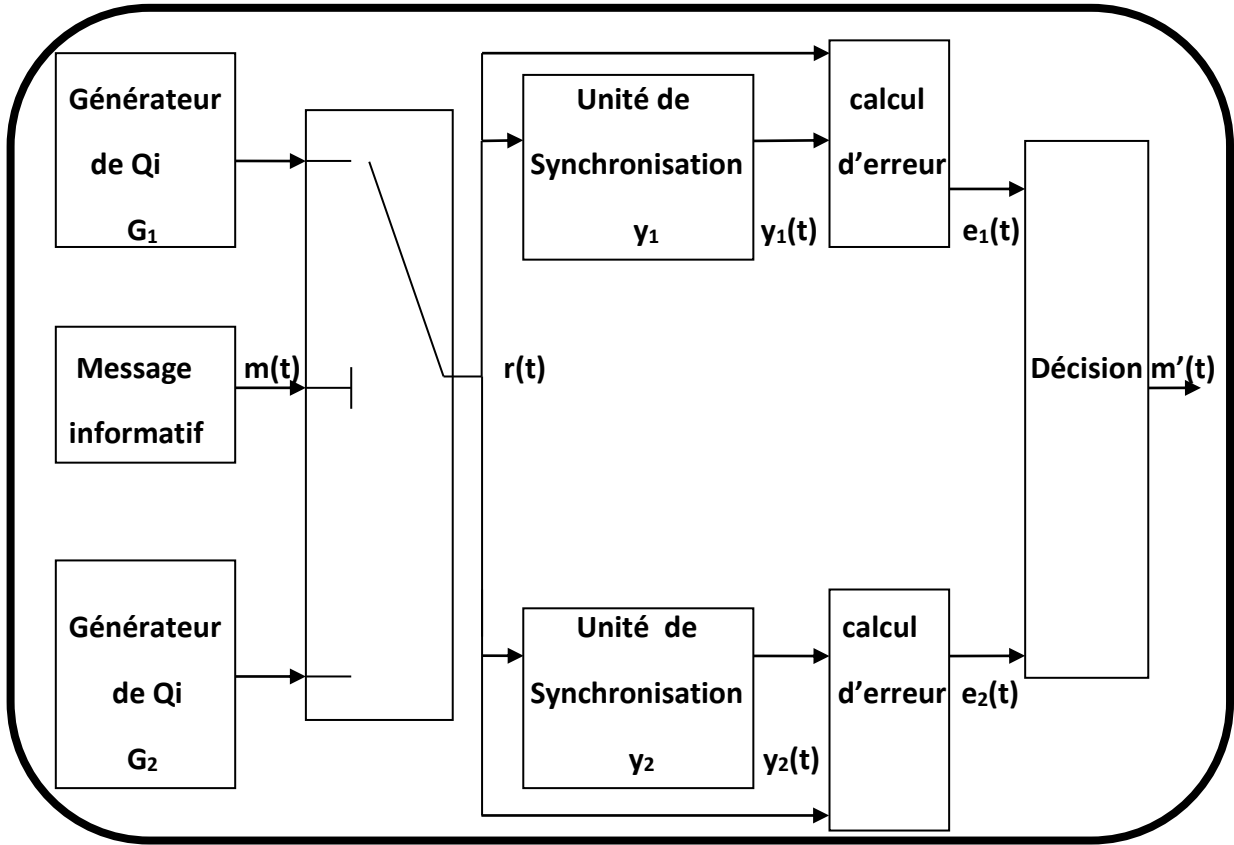 Générateur
de Qi
G₁
Message
informatif
m(t)
Générateur
de Qi
G₂
r(t)
Unité de
Synchronisation
y₁
y₁(t)
calcul
d’erreur
e₁(t)
Unité de
Synchronisation
y₂
y₂(t)
calcul
d’erreur
e₂(t)
Décision
m’(t)